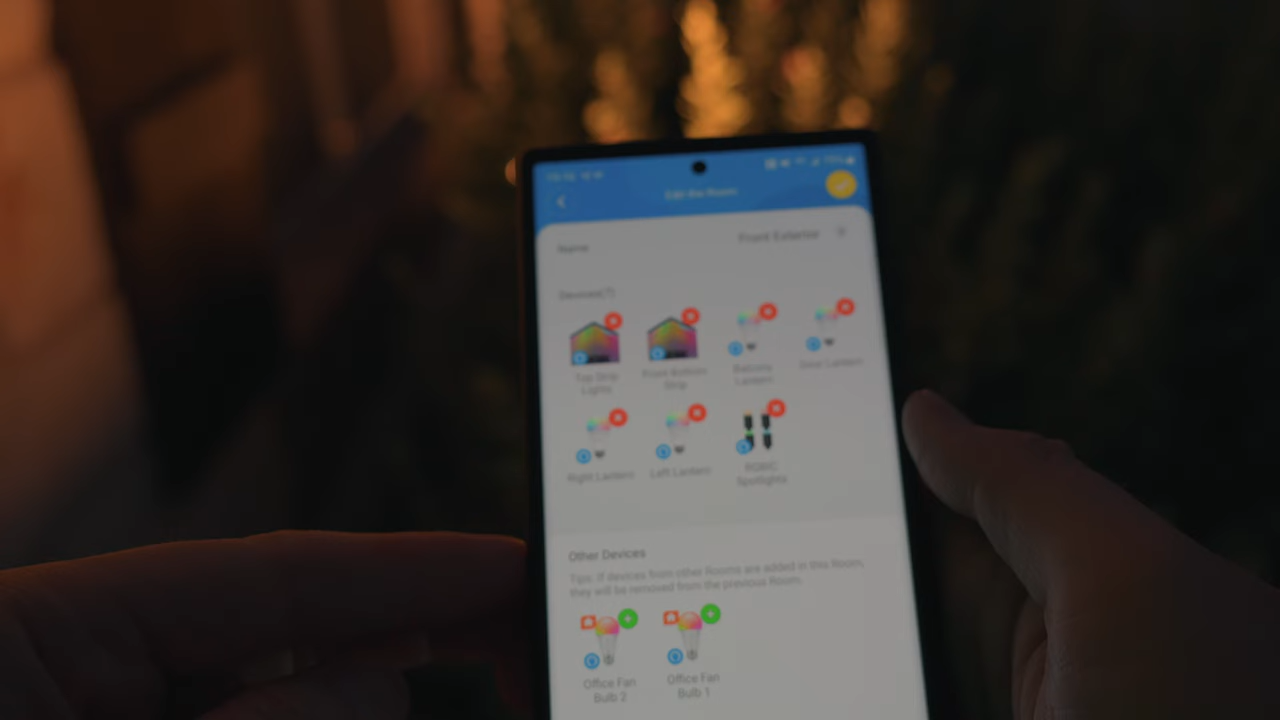 Edit the Room
Name
Front Exterior
Devices(7)
Top Strip
Lights
Front Bottom
Strip
Balcony
Lantern
Door Lantern
Right Lantern
Left Lantern
RGBIC
Spotlights
Other Devices
Tips: If devices from other Rooms are added in this Room,
they will be removed from the previous Room.
Office Fan
Bulb 2
Office Fan
Bulb 1